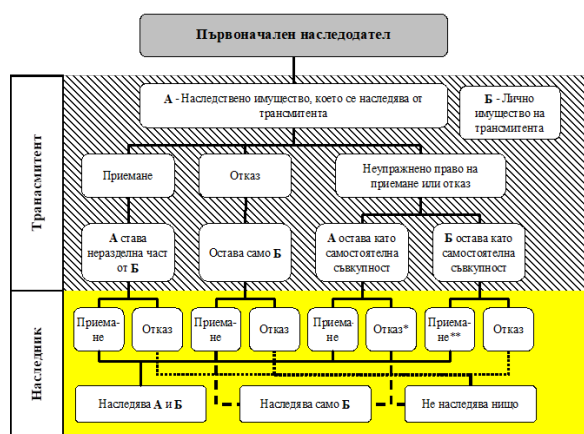 Първоначален наследодател
Транасмитент
А - Наследствено имущество, което се наследява от
трансмитента
Б - Лично
имущество на
трансмитента
Приемане
Отказ
Неупражнено право на
приемане или отказ
А става
неразделна част
от Б
Остава само Б
А остава като
самостоятелна
съвкупност
Б остава като
самостоятелна
съвкупност
Наследник
Приема-
не
Отказ
Приема-
не
Отказ
Приема-
не
Отказ*
Приема-
не**
Отказ
Наследява А и Б
Наследява само Б
Не наследява нищо